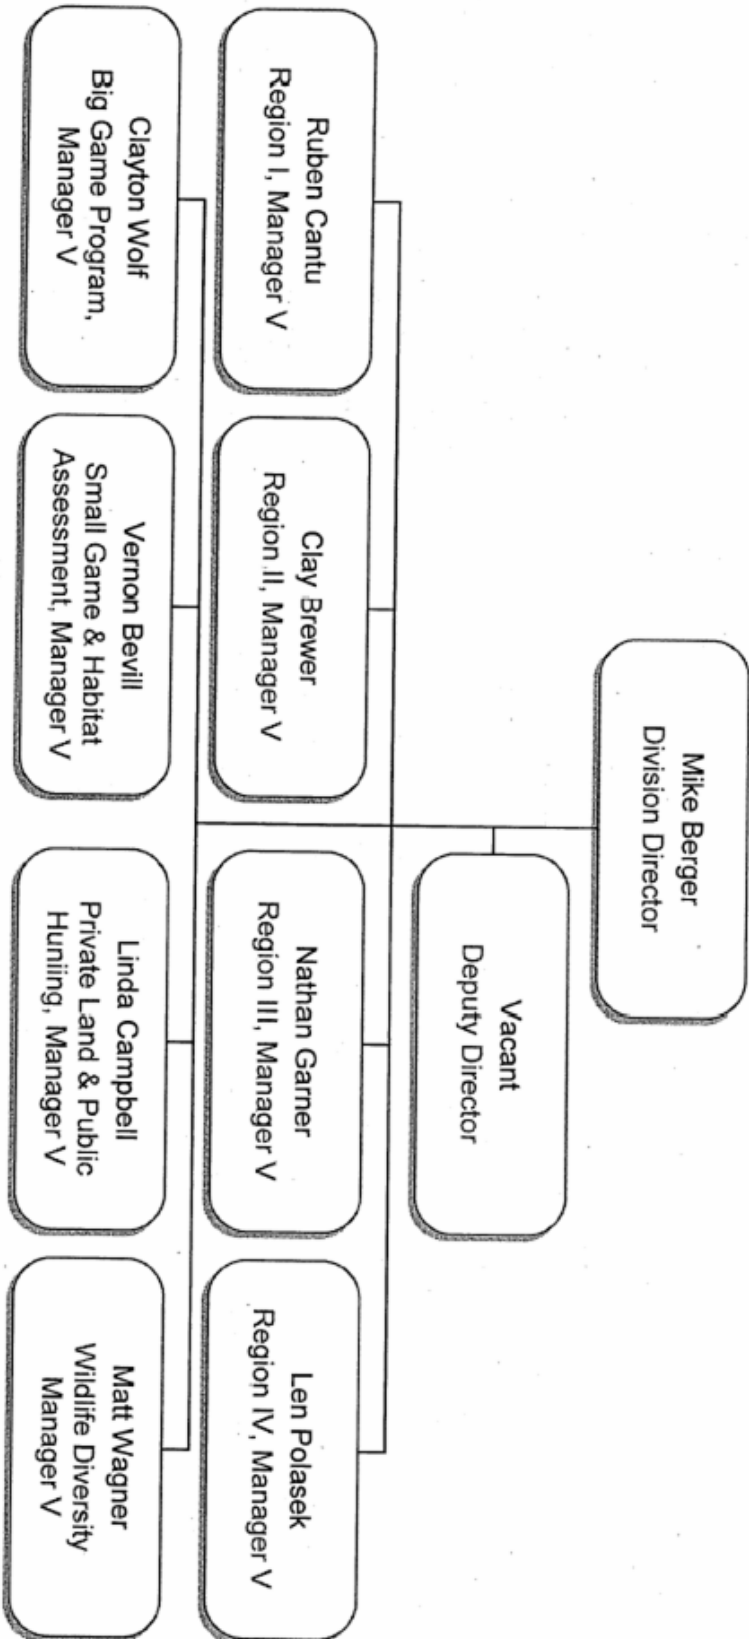 Mike Berger
Division Director
Vacant
Deputy Director
Ruben Cantu
Region I, Manager V
Clay Brewer
Region II, Manager V
Nathan Garner
Region III, Manager V
Len Polasek
Region IV, Manager V
Clayton Wolf
Big Game Program,
Manager V
Vernon Bevill
Small Game & Habitat
Assessment, Manager V
Linda Campbell
Private Land & Public
Huniing, Manager V
Matt Wagner
Wildlife Diversity
Manager V